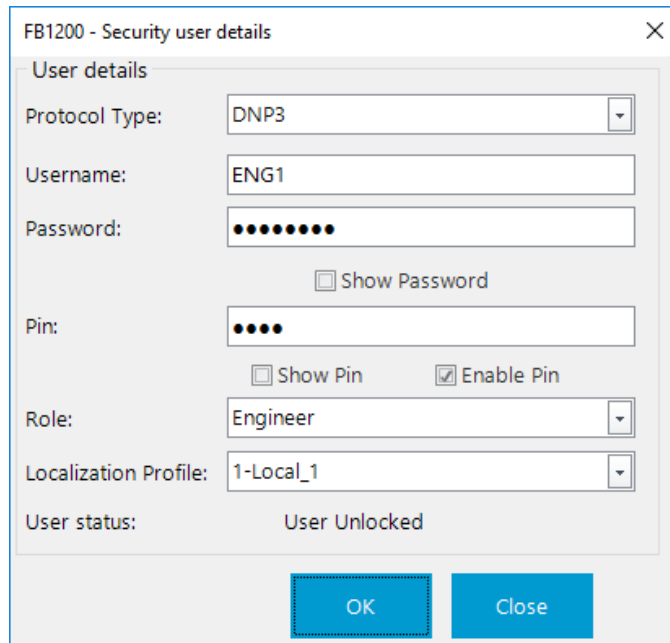 FB1200 - Security user details
User details
Protocol Type: DNP3
Username: ENG1
Password: ●●●●●●●●
Show Password
Pin: ●●●●
Show Pin Enable Pin
Role: Engineer
Localization Profile: 1-Local_1
User status: User Unlocked
OK Close